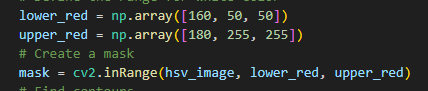 lower_red = np.array([160, 50, 50])
upper_red = np.array([180, 255, 255])
# Create a mask
mask = cv2.inRange(hsv_image, lower_red, upper_red)